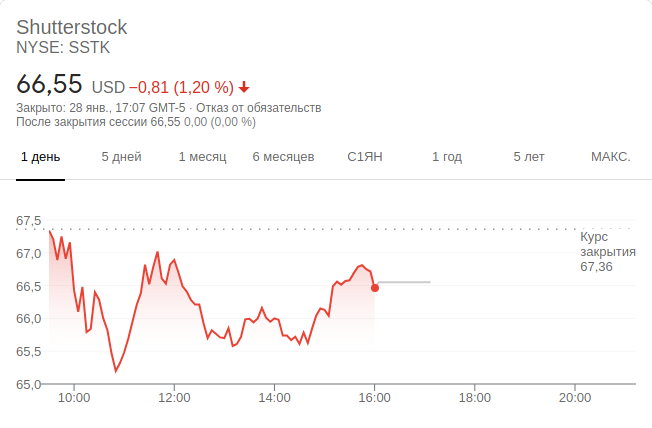 Shutterstock
NYSE: SSTK
66,55 USD −0,81 (1,20 %)
Закрыто: 28 янв., 17:07 GMT-5 · Отказ от обязательств
После закрытия сессии 66,55 0,00 (0,00 %)
1 день 5 дней 1 месяц 6 месяцев С1ЯН 1 год 5 лет МАКС.
67,5
Курс
закрытия
67,36
67,0
66,5
66,0
65,5
65,0
10:00 12:00 14:00 16:00 18:00 20:00